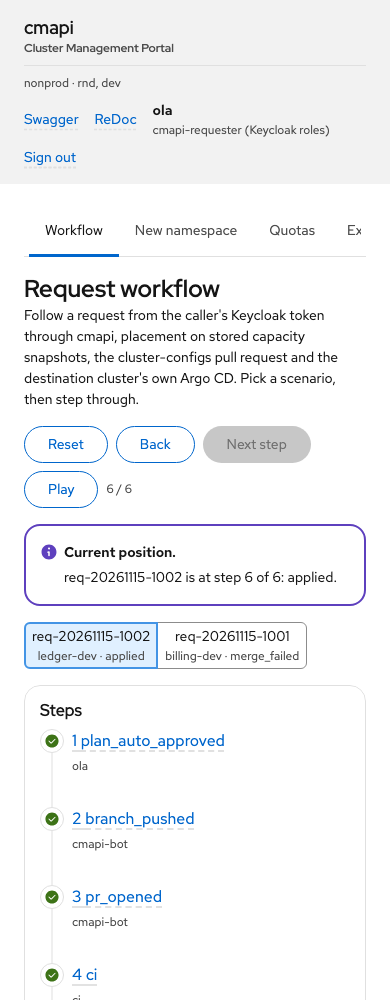 cmapi
Cluster Management Portal
nonprod · rnd, dev
Swagger
ReDoc
ola
cmapi-requester (Keycloak roles)
Sign out
Workflow
New namespace
Quotas
Ex
Request workflow
Follow a request from the caller's Keycloak token
through cmapi, placement on stored capacity
snapshots, the cluster-configs pull request and the
destination cluster's own Argo CD. Pick a scenario,
then step through.
Reset
Back
Next step
Play
6 / 6
Current position.
req-20261115-1002 is at step 6 of 6: applied.
req-20261115-1002
ledger-dev · applied
req-20261115-1001
billing-dev · merge_failed
Steps
1 plan_auto_approved
ola
2 branch_pushed
cmapi-bot
3 pr_opened
cmapi-bot
4 ci
ci